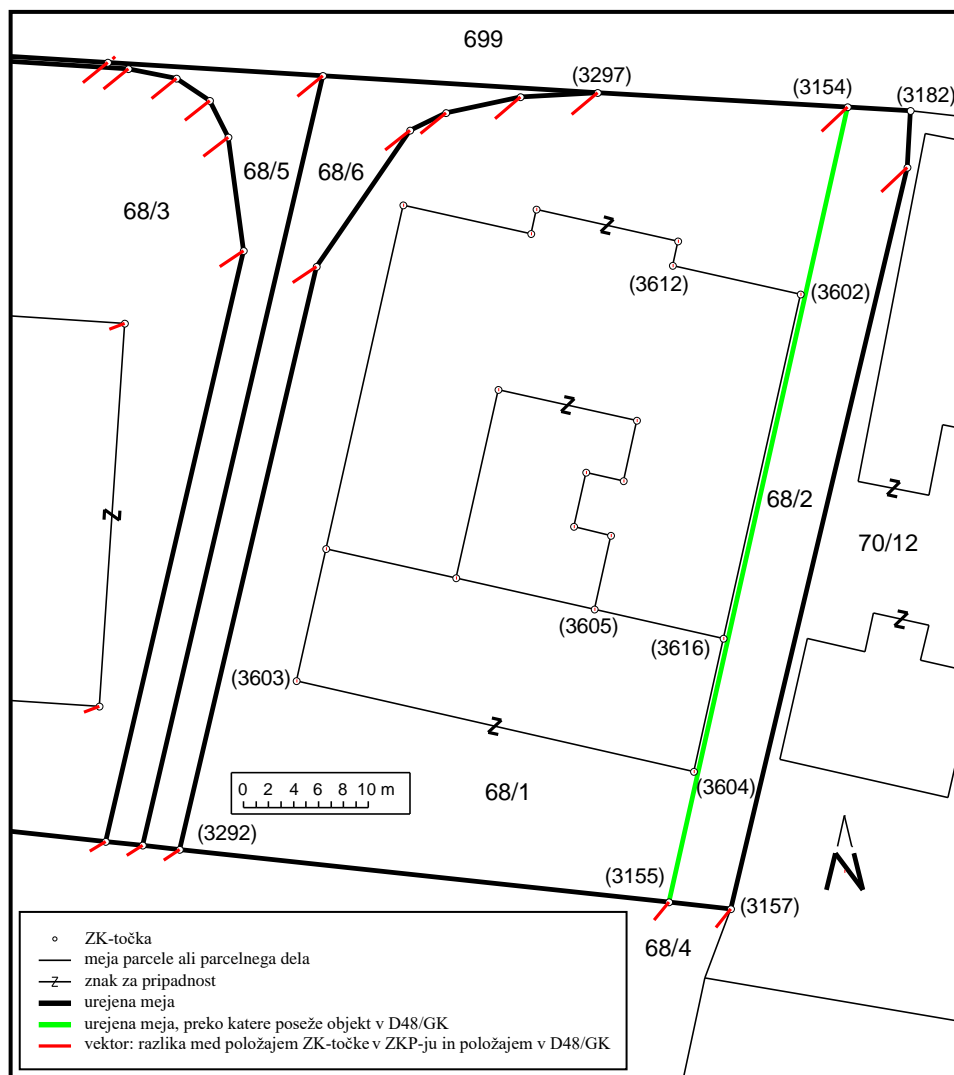 699
(3297)
(3154)
(3182)
68/5
68/6
68/3
Z
(3612)
(3602)
Z
68/2
Z
Z
70/12
Z
(3605)
(3616)
(3603)
Z
(3604)
68/1
0 2 4 6 8 10 m
(3292)
N
(3155)
(3157)
68/4
ZK-točka
meja parcele ali parcelnega dela
Z znak za pripadnost
urejena meja
urejena meja, preko katere poseže objekt v D48/GK
vektor: razlika med položajem ZK-točke v ZKP-ju in položajem v D48/GK